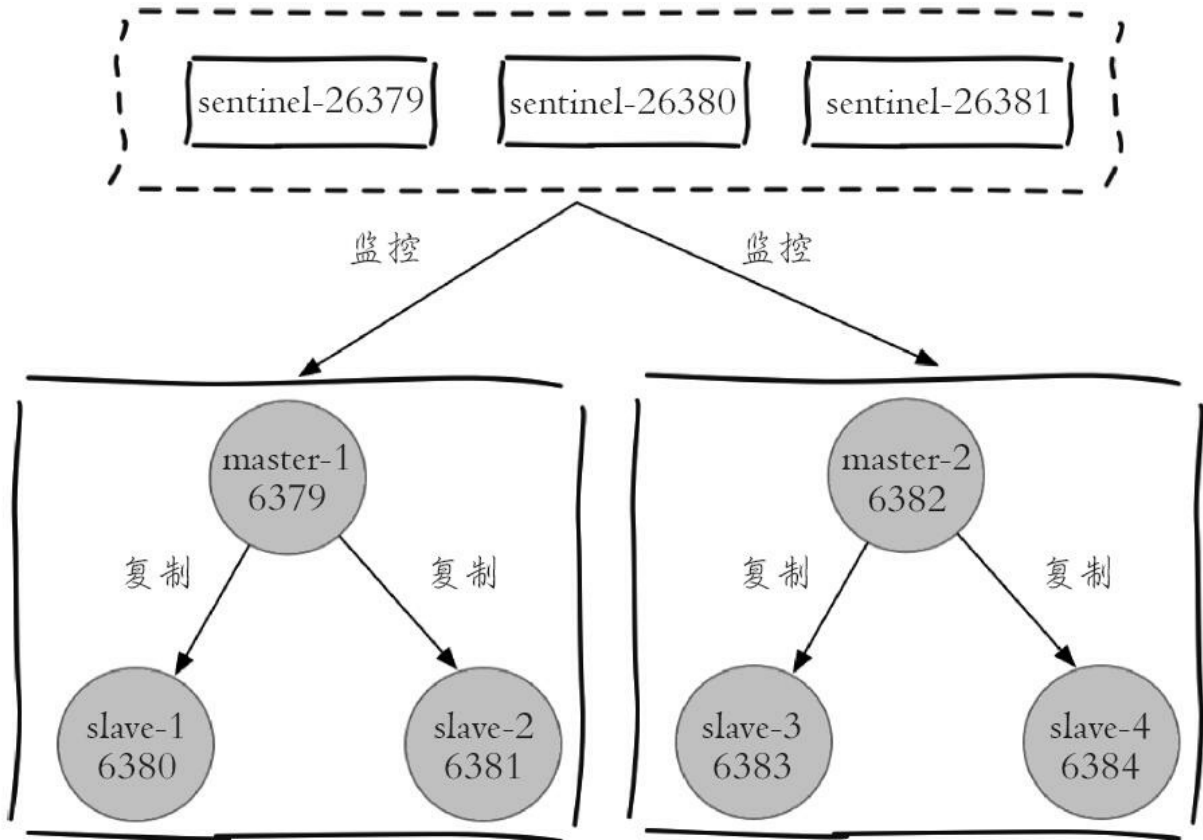 sentinel-26379
sentinel-26380
sentinel-26381
监控
监控
master-1
6379
复制
复制
slave-1
6380
slave-2
6381
master-2
6382
复制
复制
slave-3
6383
slave-4
6384